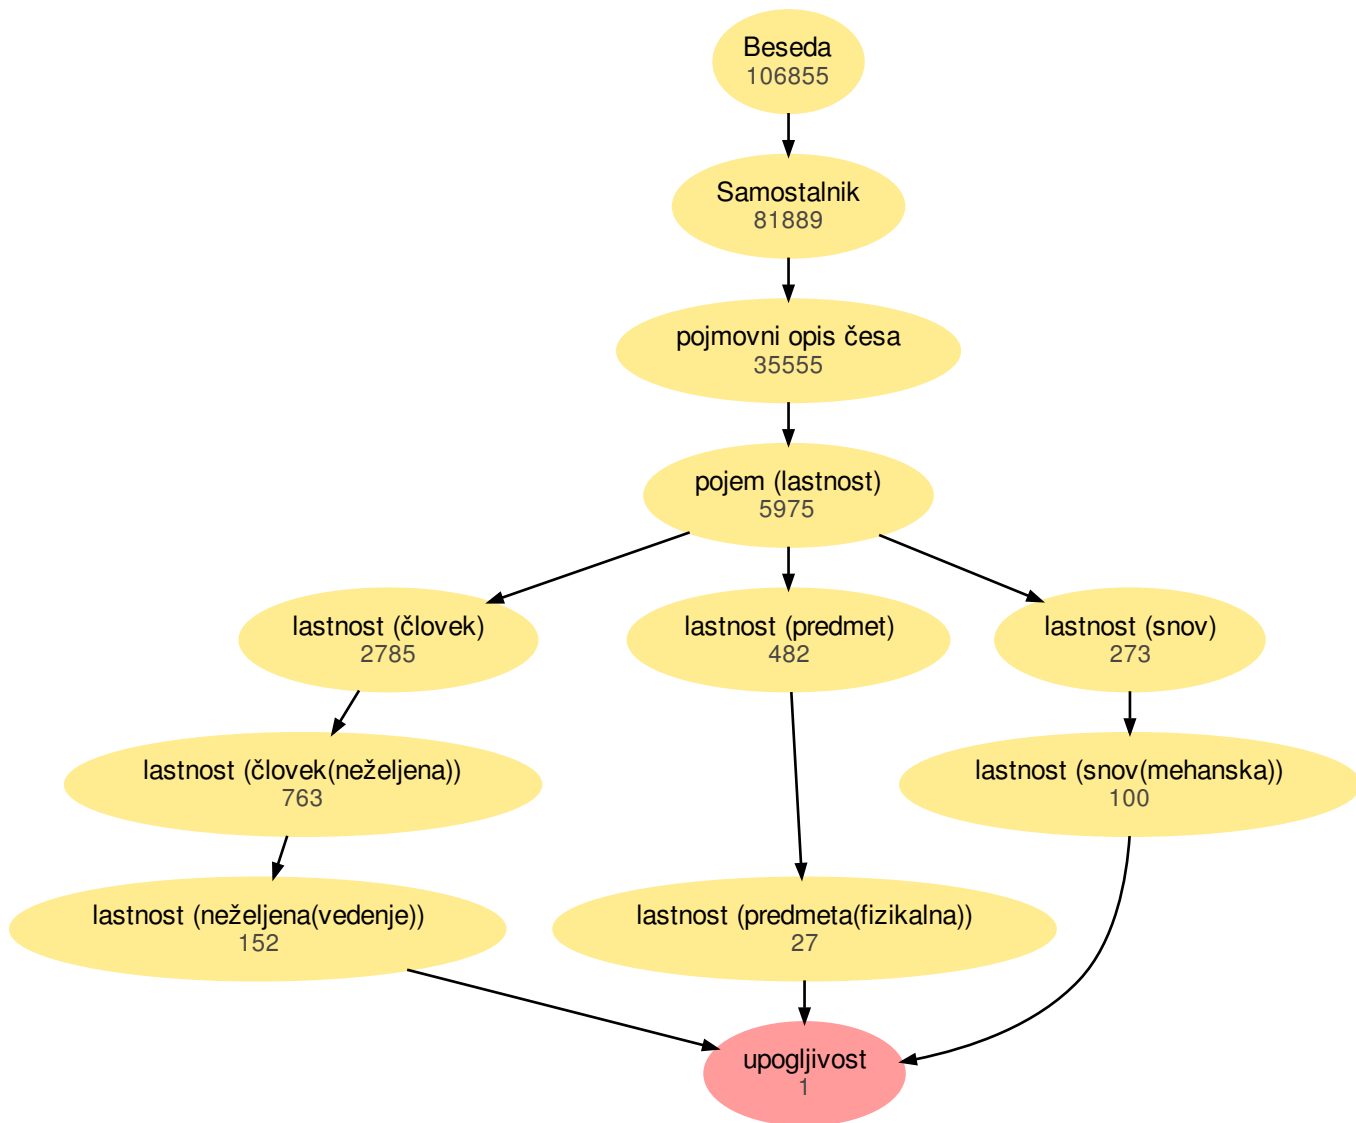 Beseda
106855
Samostalnik
81889
pojmovni opis česa
35555
pojem (lastnost)
5975
lastnost (človek)
2785
lastnost (predmet)
482
lastnost (snov)
273
lastnost (človek(neželjena))
763
lastnost (snov(mehanska))
100
lastnost (neželjena(vedenje))
152
lastnost (predmeta(fizikalna))
27
upogljivost
1